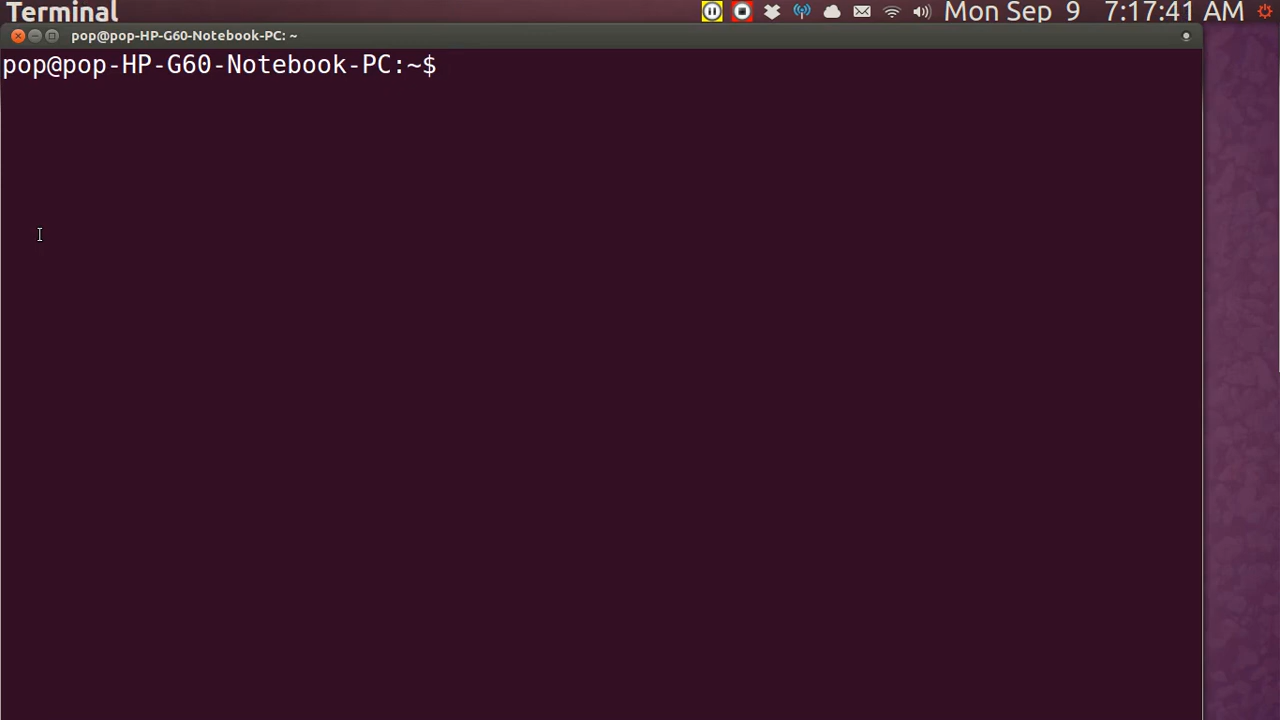 Terminal Mon Sep 9 7:17:41 AM
pop@pop-HP-G60-Notebook-PC: ~
pop@pop-HP-G60-Notebook-PC:~$